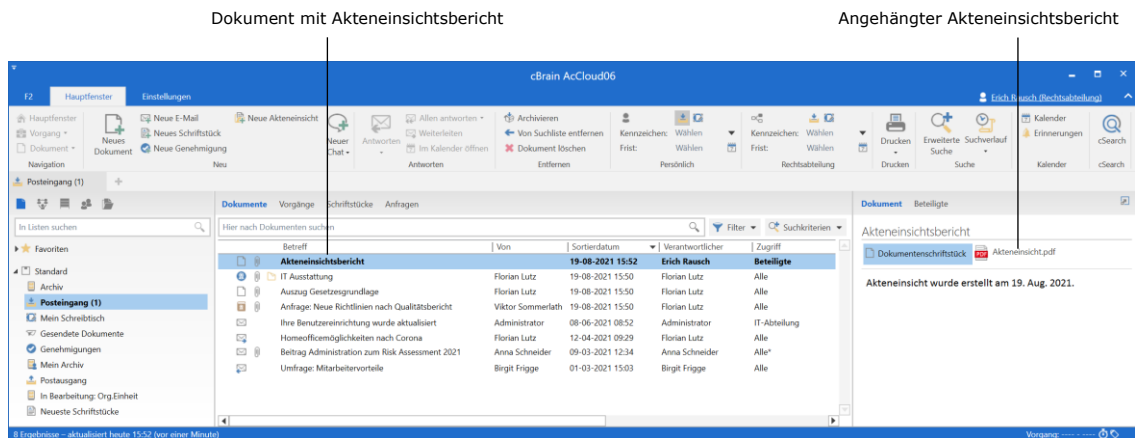 Dokument mit Akteneinsichtsbericht
Angehängter Akteneinsichtsbericht
cBrain AcCloud06
F2 Hauptfenster Einstellungen Erich Rausch (Rechtsabteilung)
Hauptfenster
Vorgang
Dokument
Navigation
Neues Dokument
Neue E-Mail
Neues Schriftstück
Neue Genehmigung
Neue Akteneinsicht
Neuer Chat
Neu
Antworten
Allen antworten
Weiterleiten
Im Kalender öffnen
Antworten
Archivieren
Von Suchliste entfernen
Dokument löschen
Entfernen
Kennzeichen: Wählen
Frist: Wählen
Persönlich
Kennzeichen: Wählen
Frist: Wählen
Rechtsabteilung
Drucken
Drucken
Erweiterte Suche
Suchverlauf
Suche
Kalender
Erinnerungen
Kalender
cSearch
cSearch
Posteingang (1) +
In Listen suchen
Favoriten
Standard
Archiv
Posteingang (1)
Mein Schreibtisch
Gesendete Dokumente
Genehmigungen
Mein Archiv
Postausgang
In Bearbeitung: Org.Einheit
Neueste Schriftstücke
Dokumente Vorgänge Schriftstücke Anfragen
Hier nach Dokumenten suchen Filter Suchkriterien
Betreff Von Sortierdatum Verantwortlicher Zugriff
Akteneinsichtsbericht 19-08-2021 15:52 Erich Rausch Beteiligte
IT Ausstattung Florian Lutz 19-08-2021 15:50 Florian Lutz Alle
Auszug Gesetzesgrundlage Florian Lutz 19-08-2021 15:50 Florian Lutz Alle
Anfrage: Neue Richtlinien nach Qualitätsbericht Viktor Sommerlath 19-08-2021 15:50 Florian Lutz Alle
Ihre Benutzereinrichtung wurde aktualisiert Administrator 08-06-2021 08:52 Administrator IT-Abteilung
Homeofficemöglichkeiten nach Corona Florian Lutz 12-04-2021 09:29 Florian Lutz Alle
Beitrag Administration zum Risk Assessment 2021 Anna Schneider 09-03-2021 12:34 Anna Schneider Alle*
Umfrage: Mitarbeitervorteile Birgit Frigge 01-03-2021 15:03 Birgit Frigge Alle
Dokument Beteiligte
Akteneinsichtsbericht
Dokumentenschriftstück PDF Akteneinsicht.pdf
Akteneinsicht wurde erstellt am 19. Aug. 2021.
8 Ergebnisse – aktualisiert heute 15:52 (vor einer Minute) Vorgang: ---- - ----